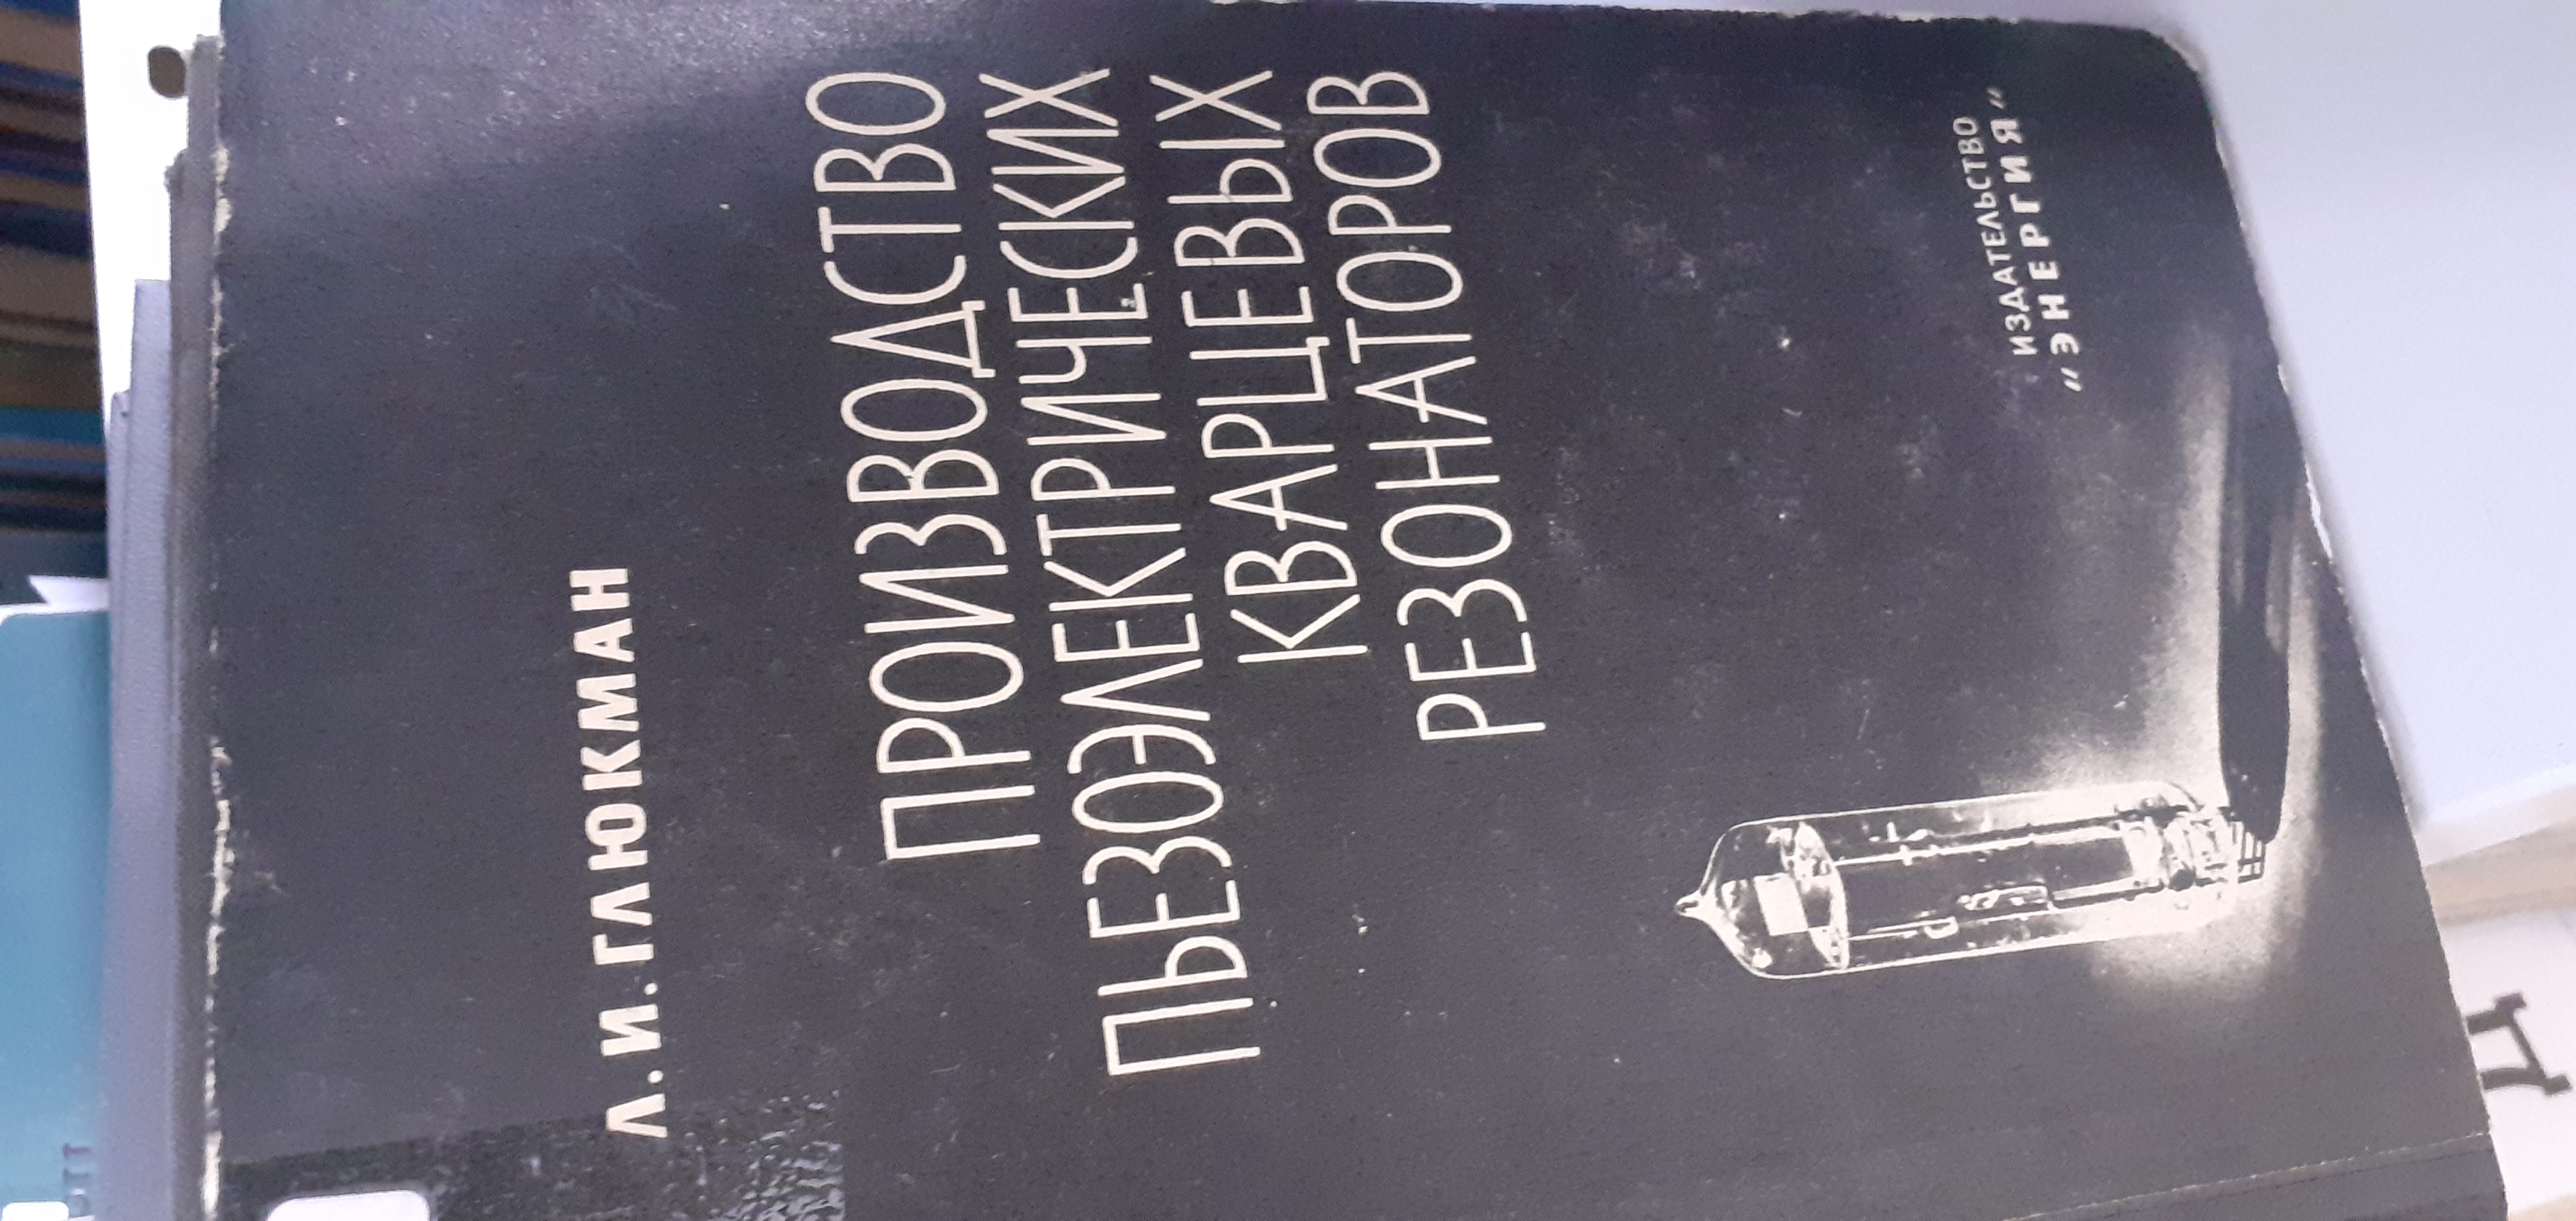 Л. И. ГЛЮКМАН
ПРОИЗВОДСТВО
ПЬЕЗОЭЛЕКТРИЧЕСКИХ
КВАРЦЕВЫХ
РЕЗОНАТОРОВ
ИЗДАТЕЛЬСТВО
"ЭНЕРГИЯ"